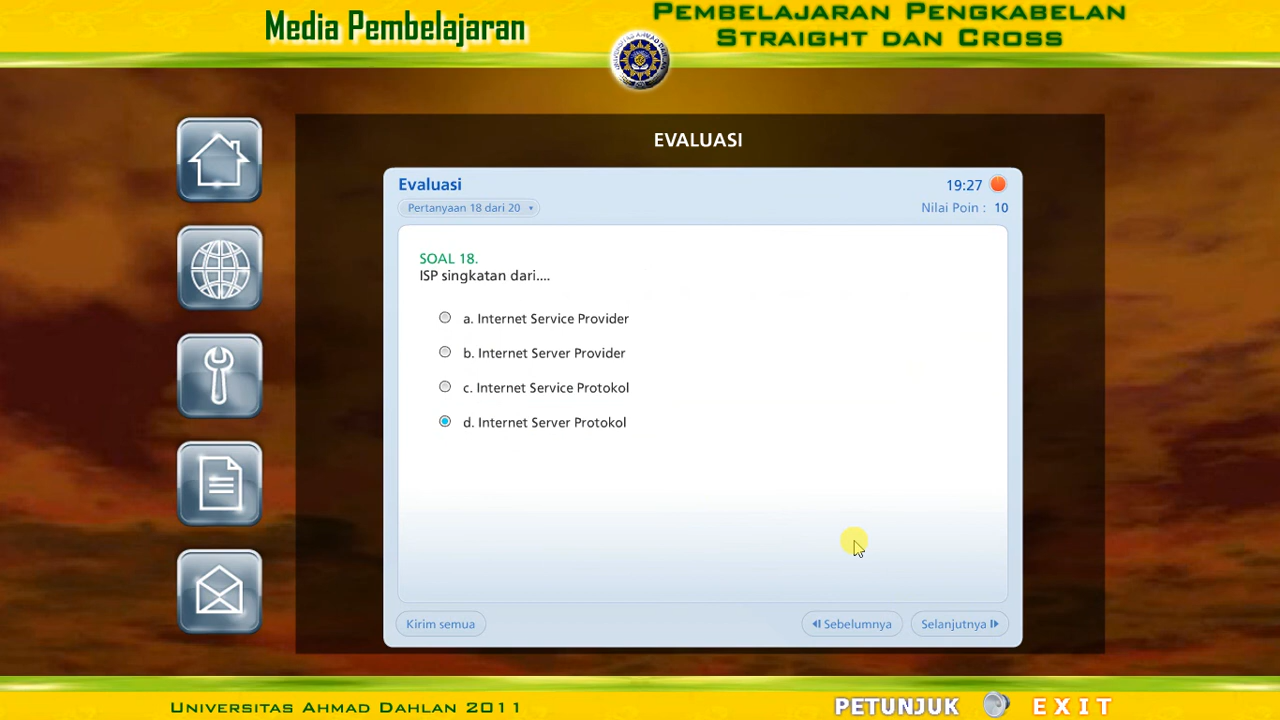 Media Pembelajaran
PEMBELAJARAN PENGKABELAN
STRAIGHT DAN CROSS
EVALUASI
Evaluasi
19:27
Pertanyaan 18 dari 20
Nilai Poin : 10
SOAL 18.
ISP singkatan dari....
a. Internet Service Provider
b. Internet Server Provider
c. Internet Service Protokol
d. Internet Server Protokol
Kirim semua
Sebelumnya
Selanjutnya
UNIVERSITAS AHMAD DAHLAN 2011
PETUNJUK
EXIT